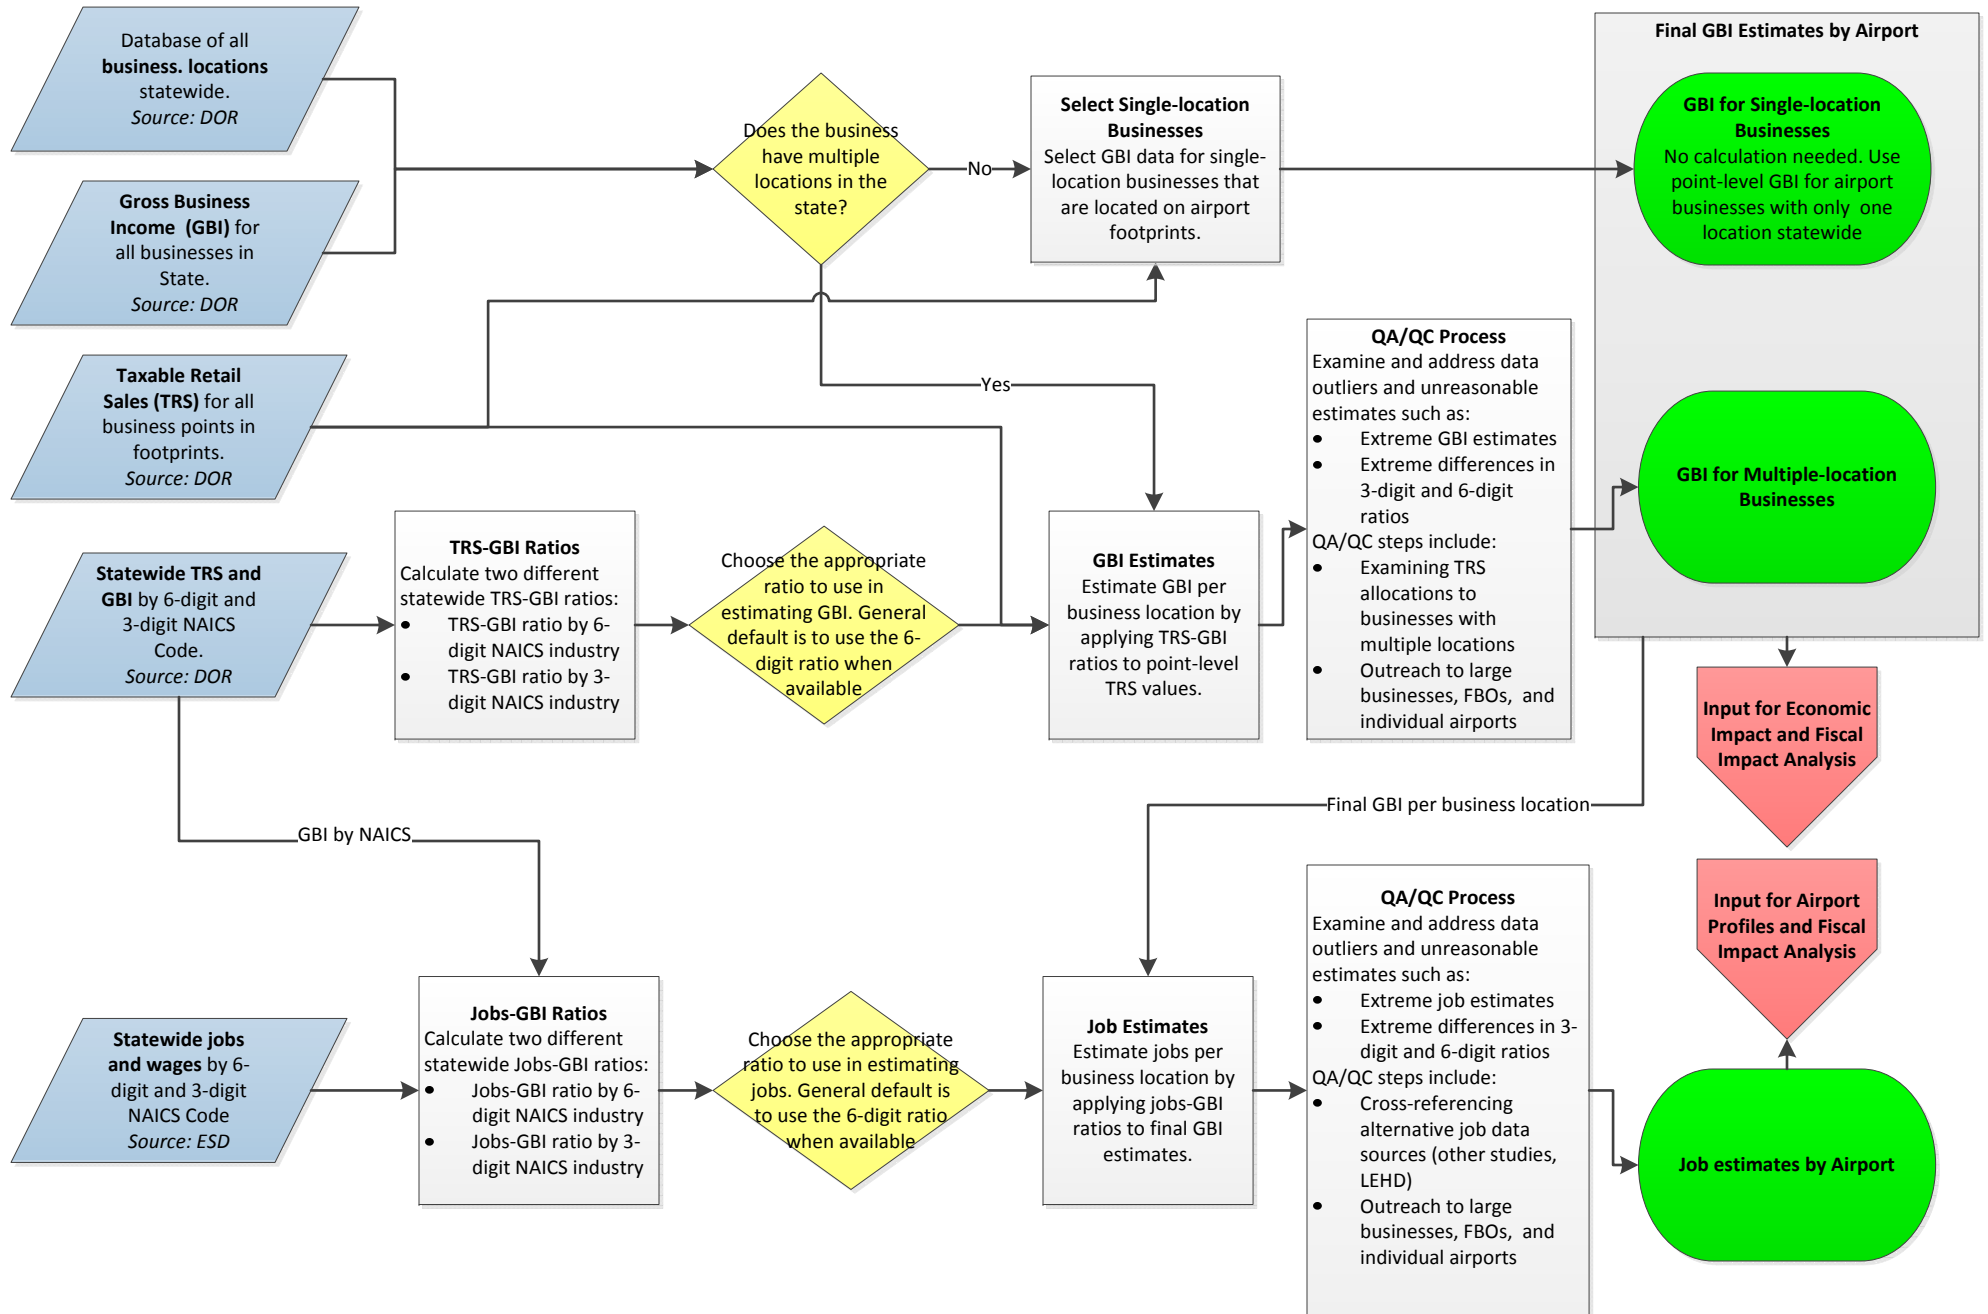 Database of all
business. locations
statewide.
Source: DOR
Gross Business
Income  (GBI) for
all businesses in
State.
Source: DOR
Taxable Retail
Sales (TRS) for all
business points in
footprints.
Source: DOR
Statewide TRS and
GBI by 6-digit and
3-digit NAICS
Code.
Source: DOR
Statewide jobs
and wages by 6-
digit and 3-digit
NAICS Code
Source: ESD
Does the business
have multiple
locations in the
state?
No
Yes
Select Single-location
Businesses
Select GBI data for single-
location businesses that
are located on airport
footprints.
Final GBI Estimates by Airport
GBI for Single-location
Businesses
No calculation needed. Use
point-level GBI for airport
businesses with only  one
location statewide
GBI for Multiple-location
Businesses
TRS-GBI Ratios
Calculate two different
statewide TRS-GBI ratios:
• TRS-GBI ratio by 6-
digit NAICS industry
• TRS-GBI ratio by 3-
digit NAICS industry
Choose the appropriate
ratio to use in
estimating GBI. General
default is to use the 6-
digit ratio when
available
GBI Estimates
Estimate GBI per
business location by
applying TRS-GBI
ratios to point-level
TRS values.
QA/QC Process
Examine and address data
outliers and unreasonable
estimates such as:
• Extreme GBI estimates
• Extreme differences in
3-digit and 6-digit
ratios
QA/QC steps include:
• Examining TRS
allocations to
businesses with
multiple locations
• Outreach to large
businesses, FBOs,  and
individual airports
Input for Economic
Impact and Fiscal
Impact Analysis
Final GBI per business location
GBI by NAICS
Jobs-GBI Ratios
Calculate two different
statewide Jobs-GBI ratios:
• Jobs-GBI ratio by 6-
digit NAICS industry
• Jobs-GBI ratio by 3-
digit NAICS industry
Choose the appropriate
ratio to use in estimating
jobs. General default is
to use the 6-digit ratio
when available
Job Estimates
Estimate jobs per
business location by
applying jobs-GBI
ratios to final GBI
estimates.
QA/QC Process
Examine and address data
outliers and unreasonable
estimates such as:
• Extreme job estimates
• Extreme differences in 3-
digit and 6-digit ratios
QA/QC steps include:
• Cross-referencing
alternative job data
sources (other studies,
LEHD)
• Outreach to large
businesses, FBOs,  and
individual airports
Input for Airport
Profiles and Fiscal
Impact Analysis
Job estimates by Airport